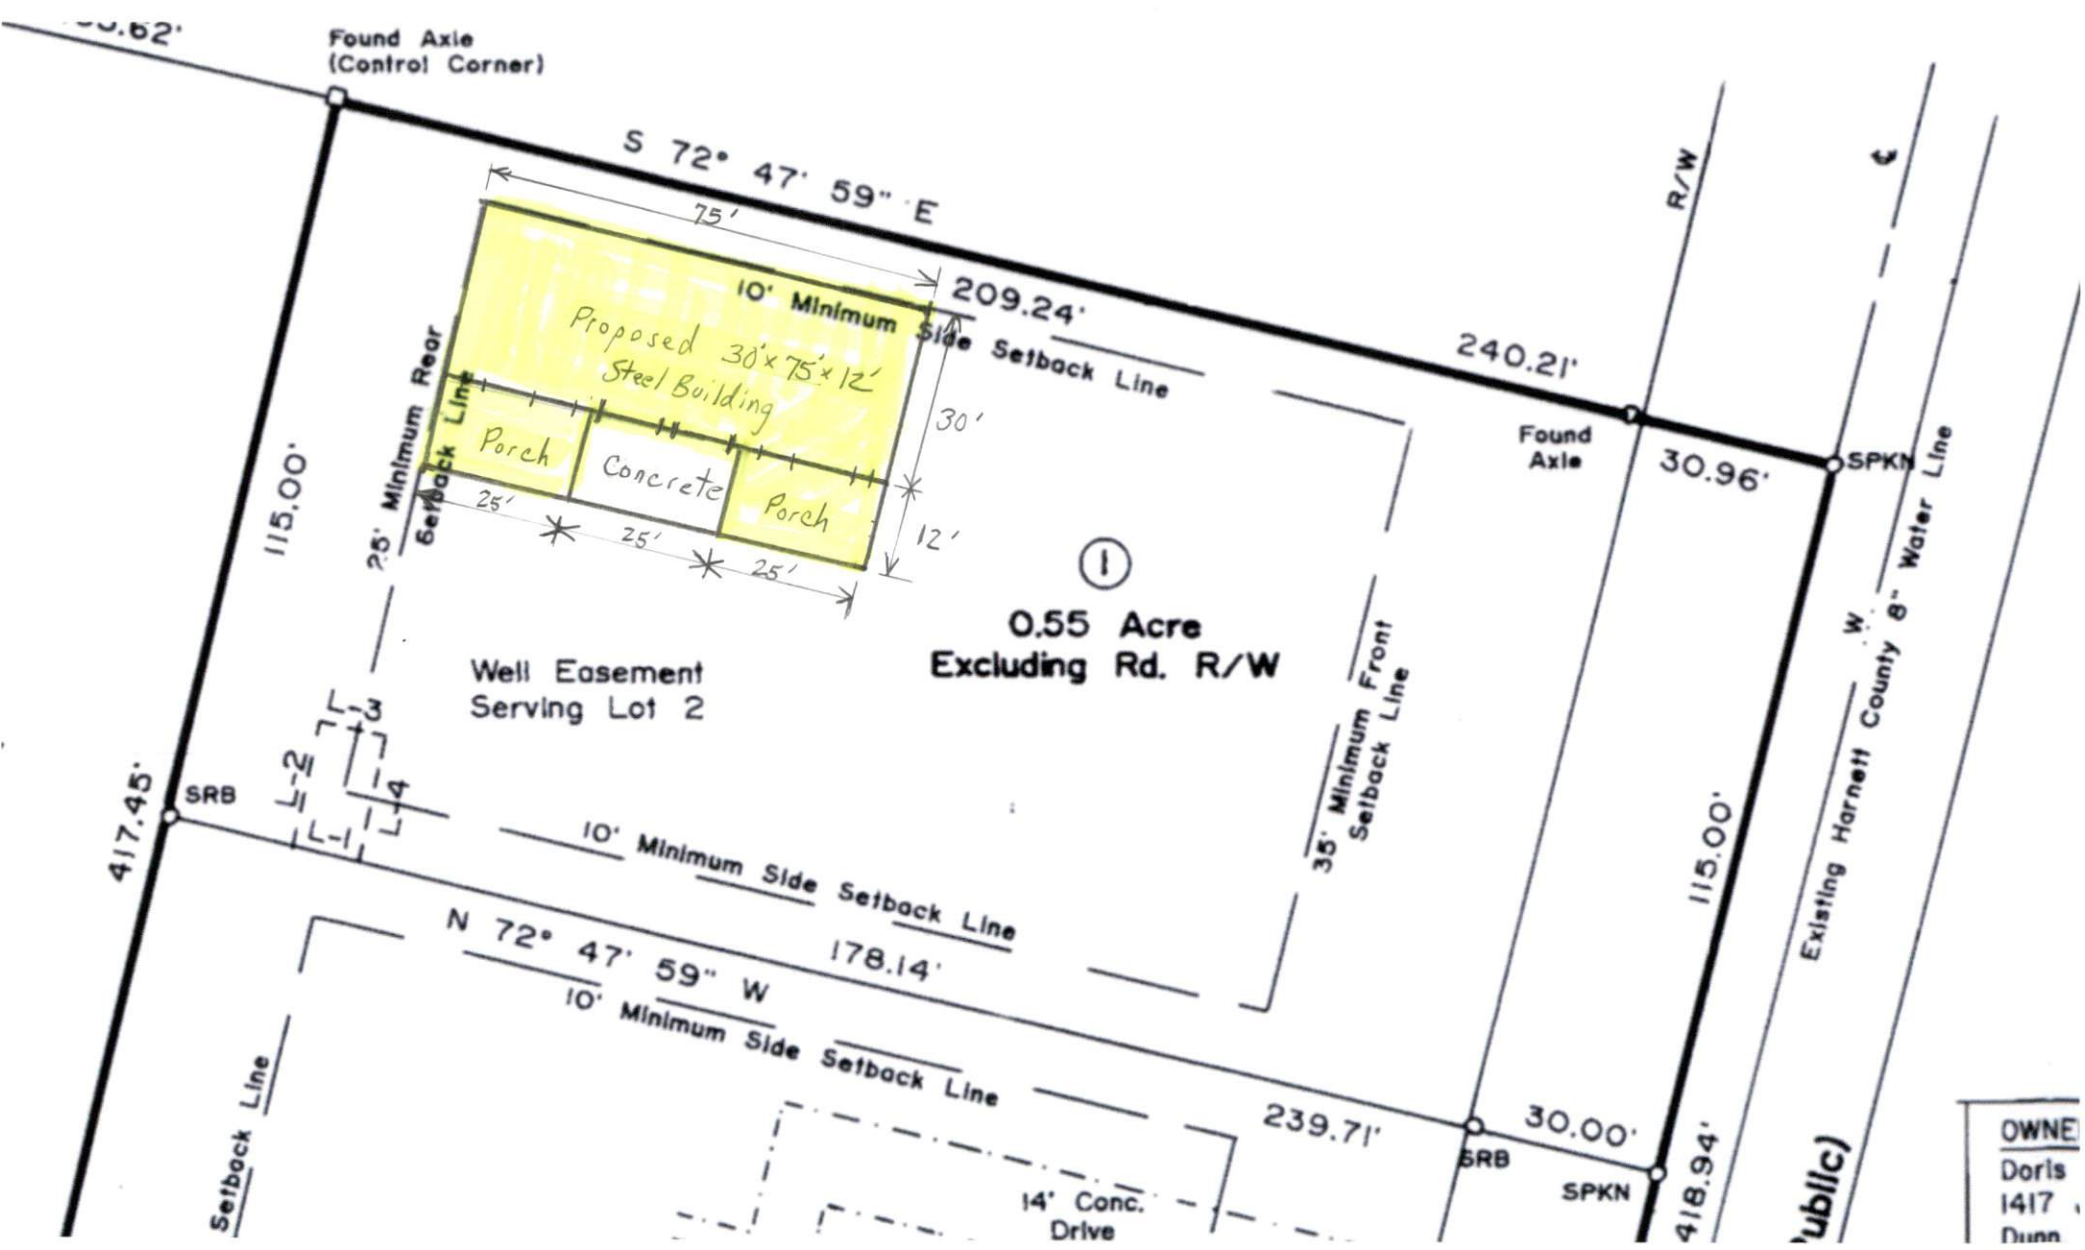 Found Axle
(Control Corner)
S 72° 47' 59" E
75'
10' Minimum
Side Setback Line
209.24'
240.21'
R/W
Found
Axle
30.96'
SPKN
Proposed 30'x75'x12'
Steel Building
30'
Porch
Concrete
Porch
25'
25'
25'
12'
25' Minimum Rear
Setback Line
115.00'
1
0.55 Acre
Excluding Rd. R/W
Well Easement
Serving Lot 2
L-3
L-2
L-4
L-1
SRB
417.45'
35' Minimum Front
Setback Line
115.00'
W
Existing Harnett County 8" Water Line
10' Minimum Side Setback Line
N 72° 47' 59" W
178.14'
10' Minimum Side Setback Line
Setback Line
239.71'
30.00'
SRB
SPKN
418.94'
14' Conc.
Drive
Public)
OWNE
Doris
1417
Dunn